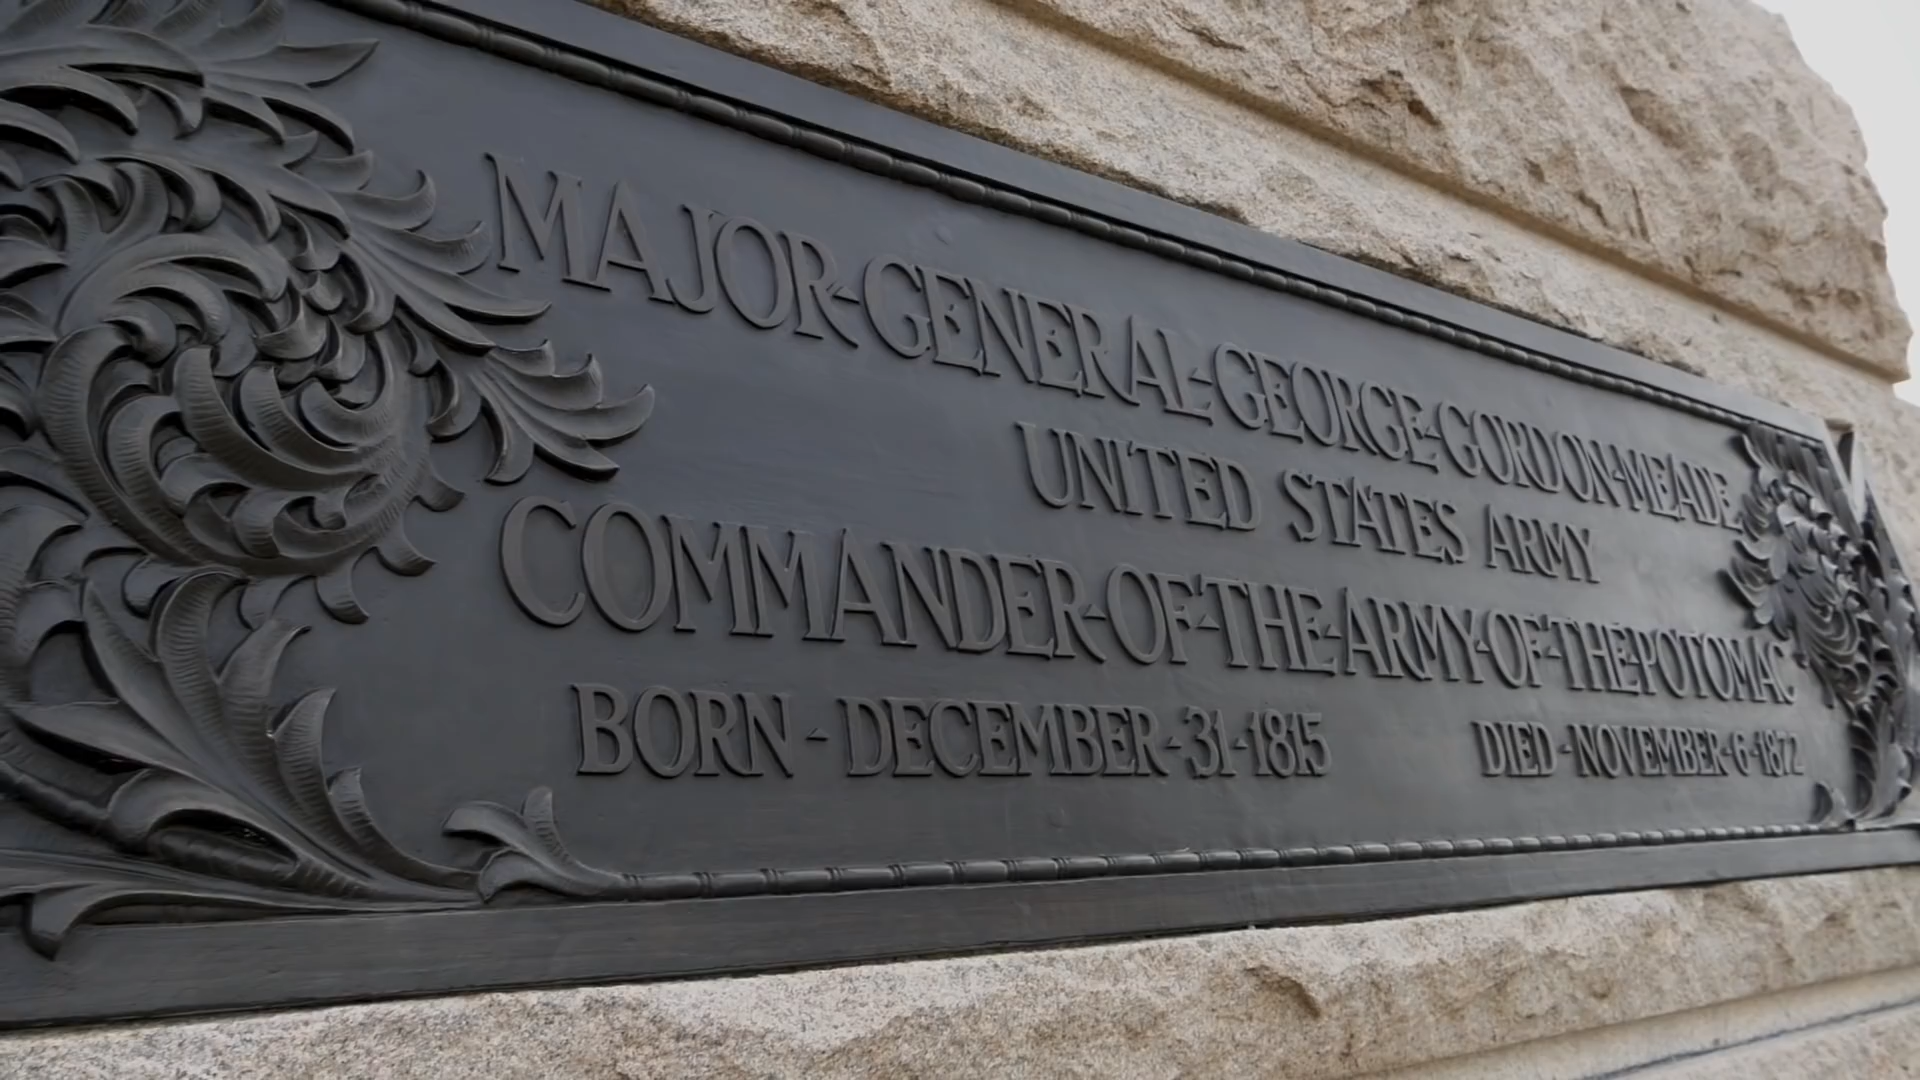 MAJOR-GENERAL-GEORGE-GORDON-MEADE
UNITED STATES ARMY
COMMANDER-OF-THE-ARMY-OF-THE-POTOMAC
BORN - DECEMBER-31-1815 DIED-NOVEMBER-6-1872